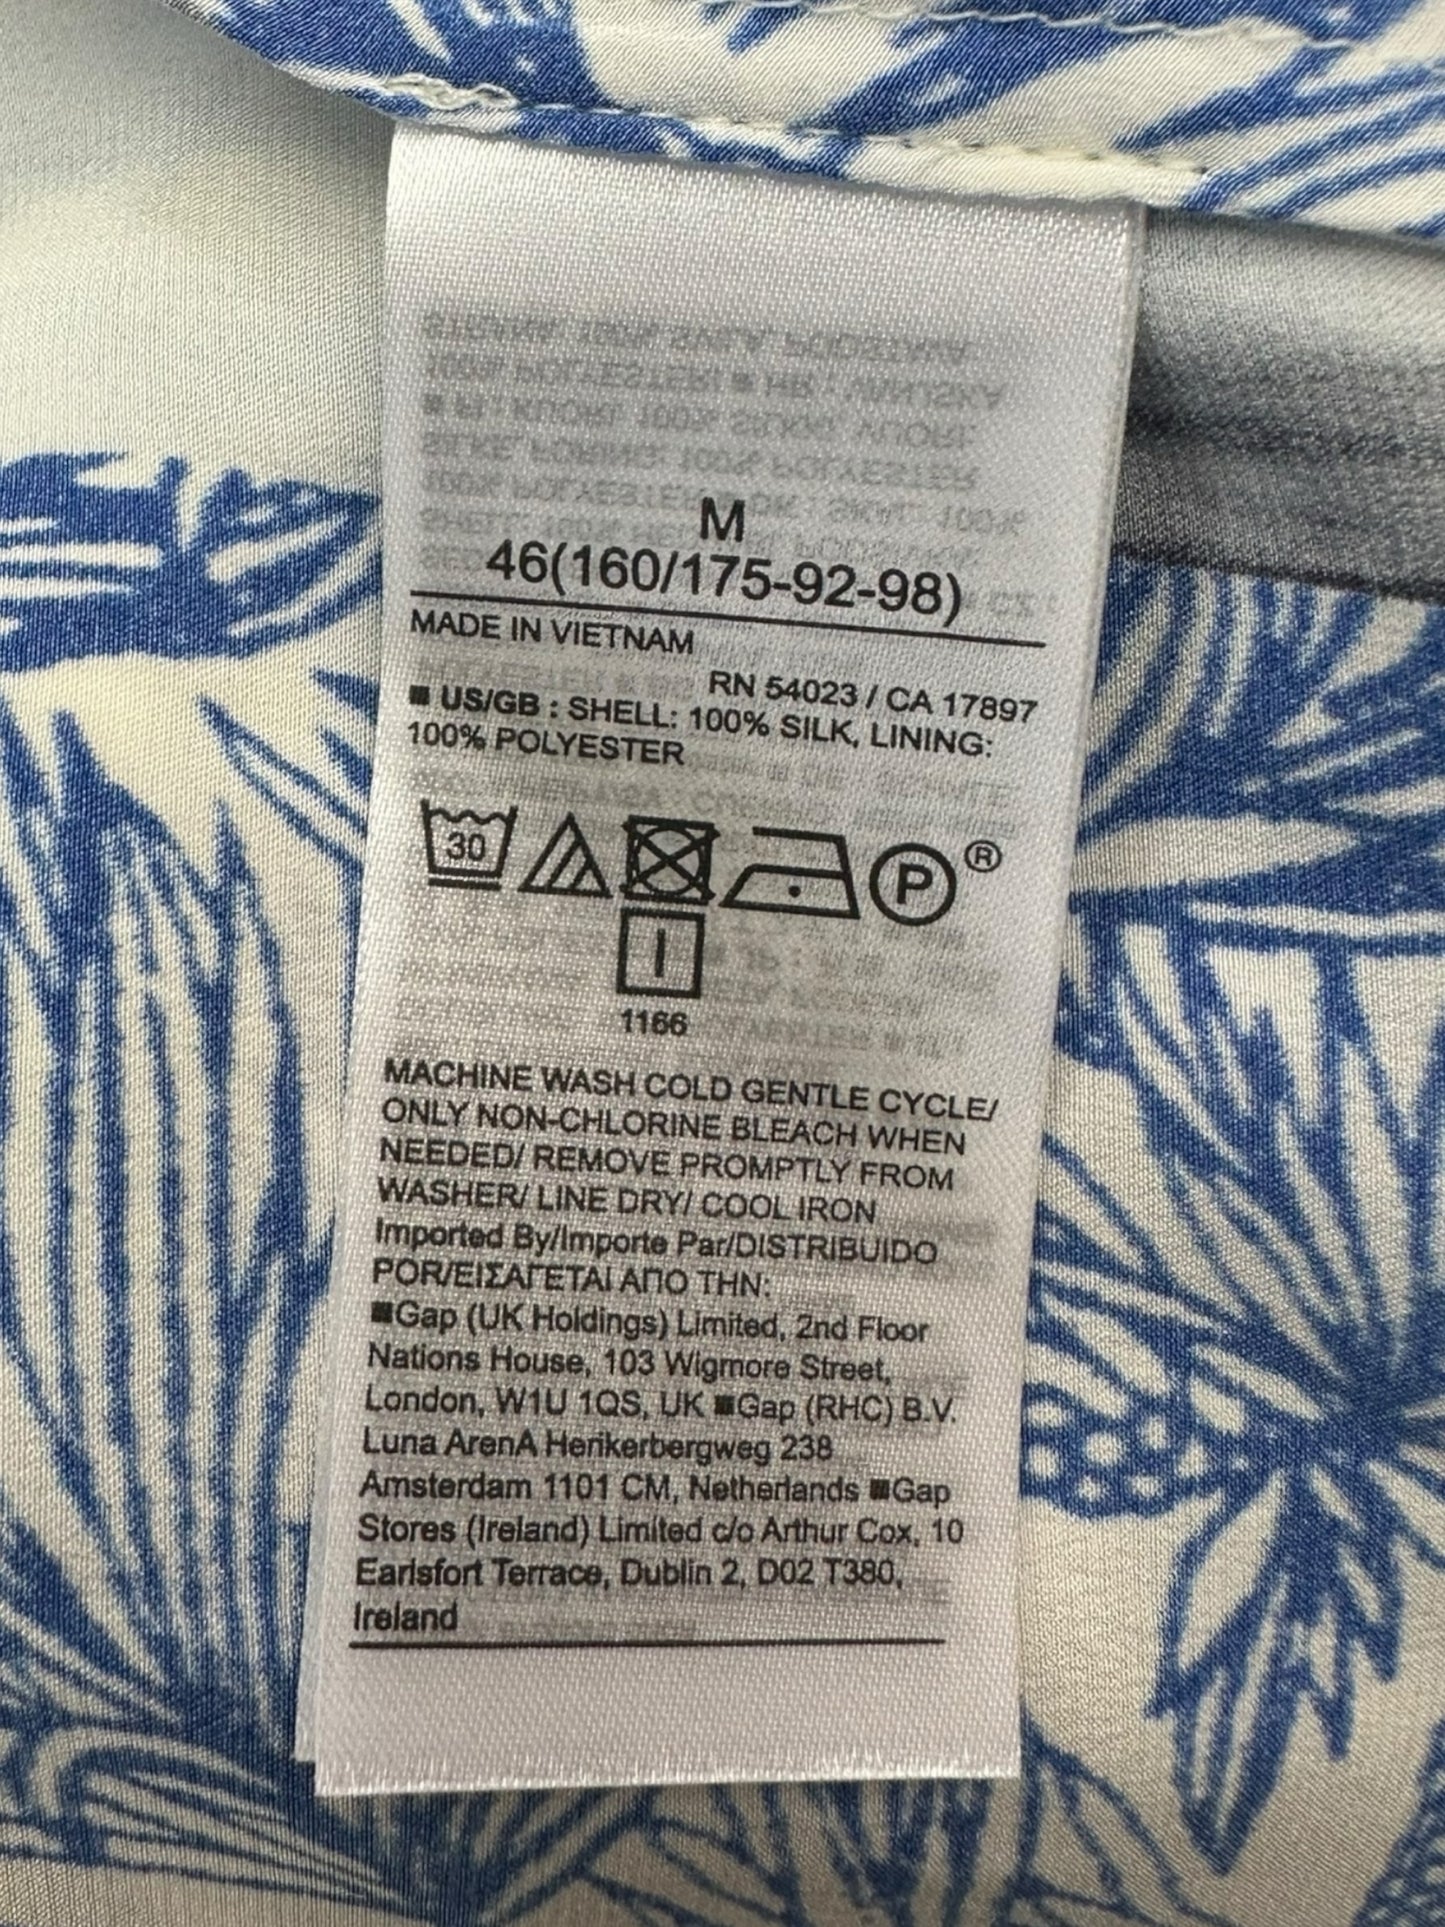 M
46(160/175-92-98)
MADE IN VIETNAM
RN 54023 / CA 17897
■ US/GB : SHELL: 100% SILK, LINING:
100% POLYESTER
30
P®
1166
MACHINE WASH COLD GENTLE CYCLE/
ONLY NON-CHLORINE BLEACH WHEN
NEEDED/ REMOVE PROMPTLY FROM
WASHER/ LINE DRY/ COOL IRON
Imported By/Importe Par/DISTRIBUIDO
POR/ΕΙΣΑΓΕΤΑΙ ΑΠΟ ΤΗΝ:
■Gap (UK Holdings) Limited, 2nd Floor
Nations House, 103 Wigmore Street,
London, W1U 1QS, UK ■Gap (RHC) B.V.
Luna ArenA Herikerbergweg 238
Amsterdam 1101 CM, Netherlands ■Gap
Stores (Ireland) Limited c/o Arthur Cox, 10
Earlsfort Terrace, Dublin 2, D02 T380,
Ireland